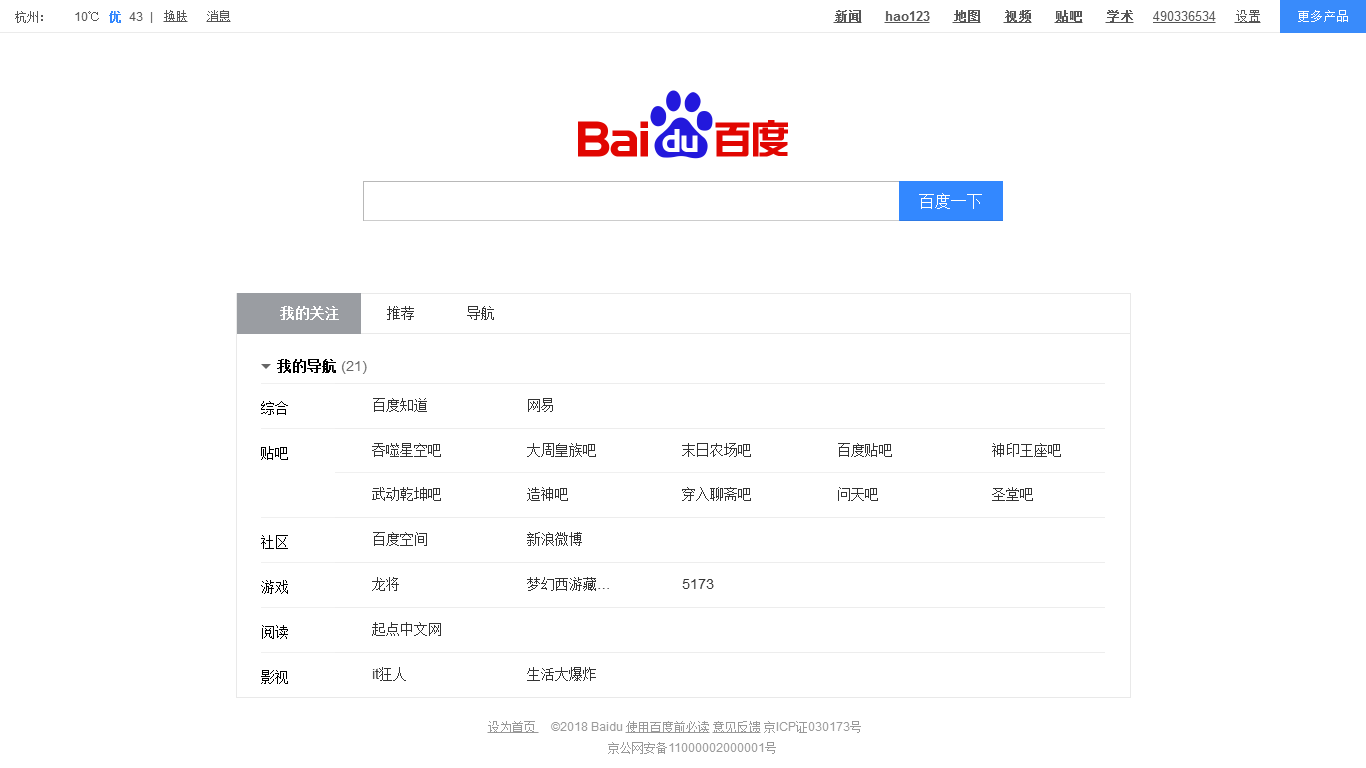 杭州： 10℃ 优 43 | 换肤 消息 新闻 hao123 地图 视频 贴吧 学术 490336534 设置 更多产品
Bai du 百度
百度一下
我的关注 推荐 导航
我的导航 (21)
综合 百度知道 网易
贴吧 吞噬星空吧 大周皇族吧 末日农场吧 百度贴吧 神印王座吧
武动乾坤吧 造神吧 穿入聊斋吧 问天吧 圣堂吧
社区 百度空间 新浪微博
游戏 龙将 梦幻西游藏... 5173
阅读 起点中文网
影视 it狂人 生活大爆炸
设为首页 ©2018 Baidu 使用百度前必读 意见反馈 京ICP证030173号
京公网安备11000002000001号